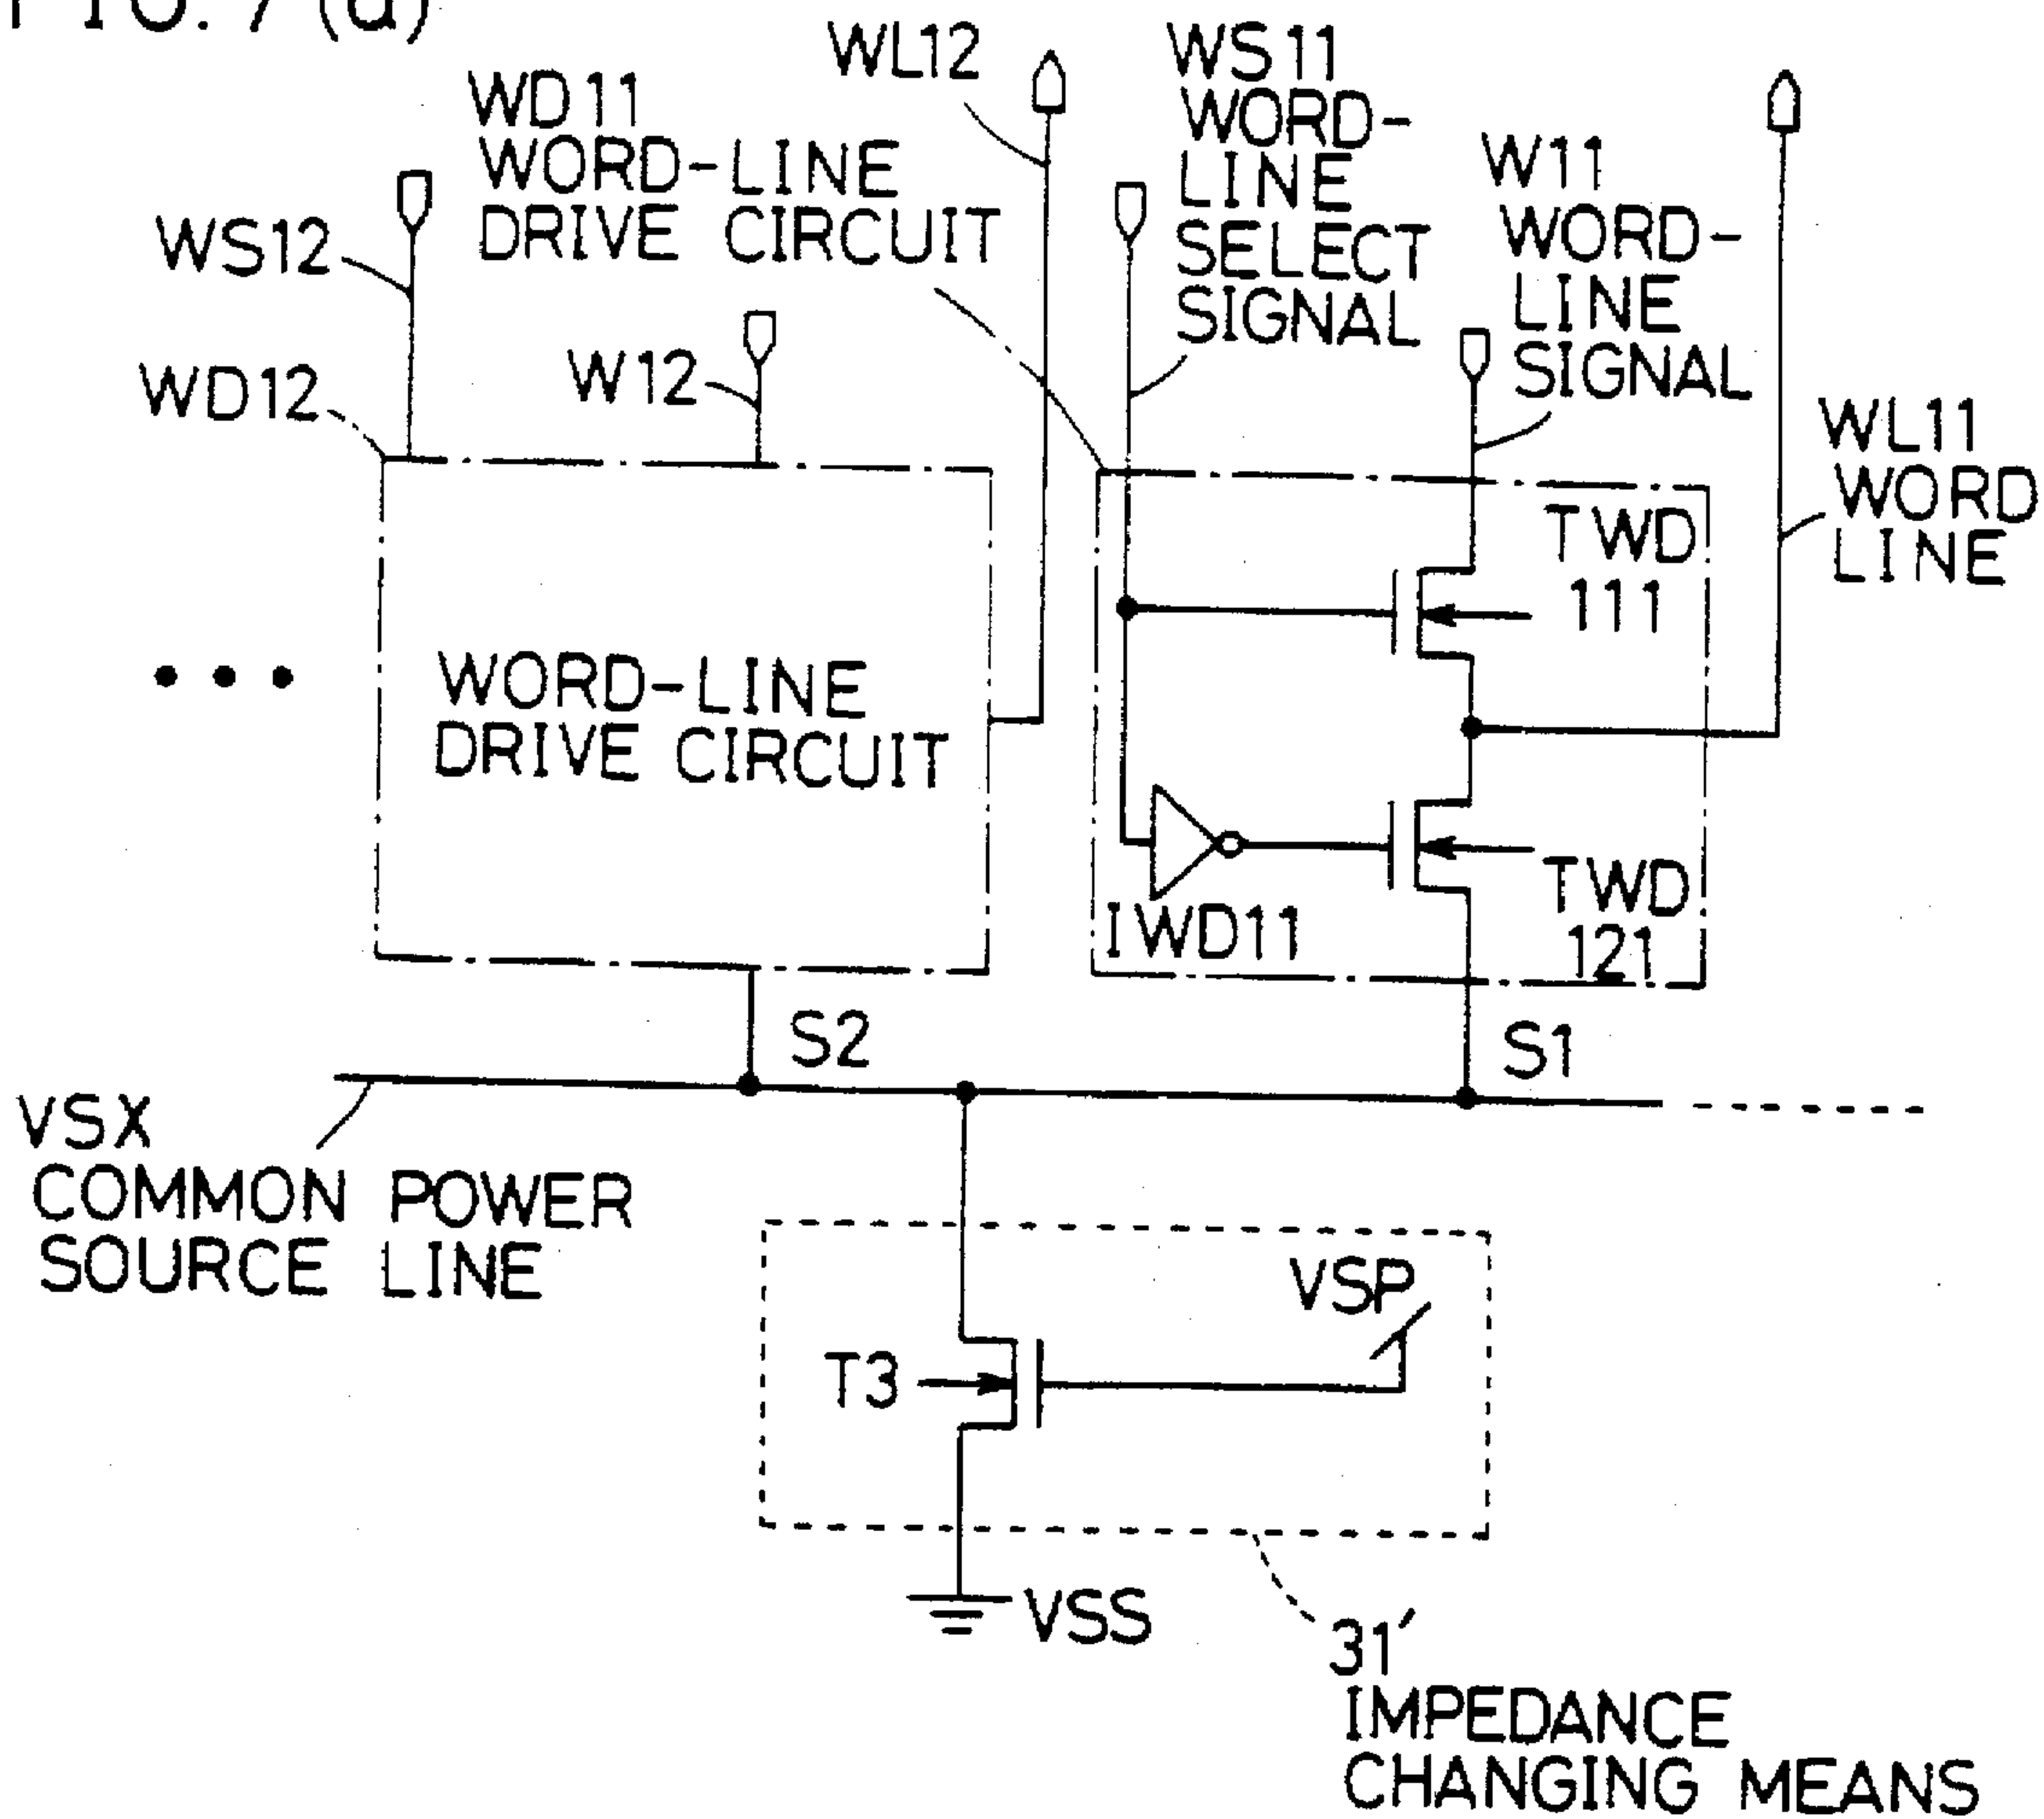 FIG. 7(a)
WL12
WS11
WORD-
LINE
SELECT
SIGNAL
WD11
WORD-LINE
DRIVE CIRCUIT
W11
WORD-
LINE
SIGNAL
WS12
WD12
W12
WL11
WORD
LINE
TWD
111
WORD-LINE
DRIVE CIRCUIT
IWD11
TWD
121
S2
S1
VSX
COMMON POWER
SOURCE LINE
VSP
T3
VSS
31'
IMPEDANCE
CHANGING MEANS